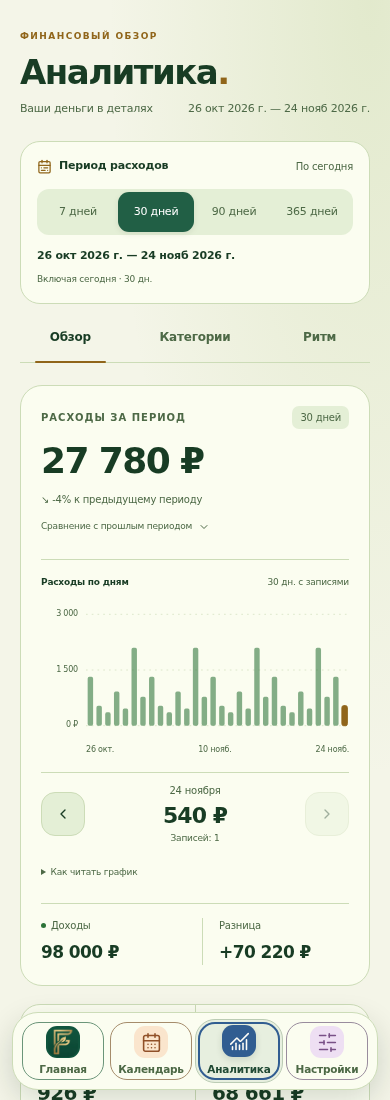 ФИНАНСОВЫЙ ОБЗОР
Аналитика.
Ваши деньги в деталях
26 окт 2026 г. — 24 нояб 2026 г.
Период расходов
По сегодня
7 дней
30 дней
90 дней
365 дней
26 окт 2026 г. — 24 нояб 2026 г.
Включая сегодня · 30 дн.
Обзор
Категории
Ритм
РАСХОДЫ ЗА ПЕРИОД
30 дней
27 780 ₽
↘ -4% к предыдущему периоду
Сравнение с прошлым периодом
Расходы по дням
30 дн. с записями
3 000
1 500
0 ₽
26 окт.
10 нояб.
24 нояб.
24 ноября
540 ₽
Записей: 1
Как читать график
Доходы
98 000 ₽
Разница
+70 220 ₽
926 ₽
68 661 ₽
Главная
Календарь
Аналитика
Настройки